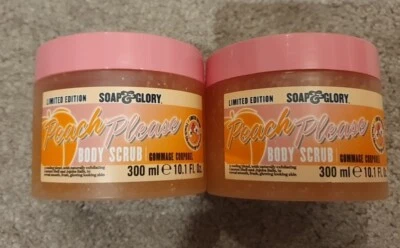 LIMITED EDITION SOAP&GLORY
Peach Please
BODY SCRUB GOMMAGE CORPOREL
300 ml e 10.1 Fl. Oz.
LIMITED EDITION SOAP&GLORY
Peach Please
BODY SCRUB GOMMAGE CORPOREL
300 ml e 10.1 Fl. Oz.